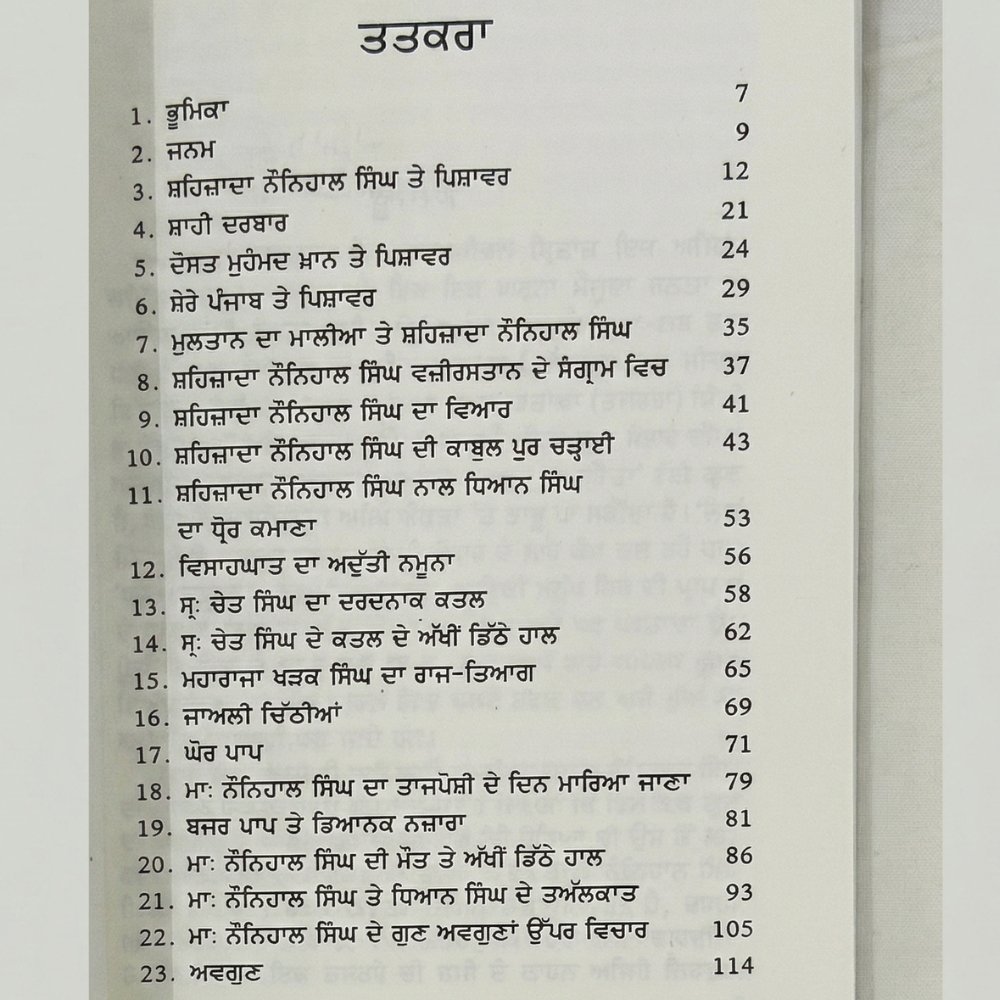 ਤਤਕਰਾ
1. ਭੂਮਿਕਾ 7
2. ਜਨਮ 9
3. ਸ਼ਹਿਜ਼ਾਦਾ ਨੌਨਿਹਾਲ ਸਿੰਘ ਤੇ ਪਿਸ਼ਾਵਰ 12
4. ਸ਼ਾਹੀ ਦਰਬਾਰ 21
5. ਦੋਸਤ ਮੁਹੰਮਦ ਖ਼ਾਨ ਤੇ ਪਿਸ਼ਾਵਰ 24
6. ਸ਼ੇਰੇ ਪੰਜਾਬ ਤੇ ਪਿਸ਼ਾਵਰ 29
7. ਮੁਲਤਾਨ ਦਾ ਮਾਲੀਆ ਤੇ ਸ਼ਹਿਜ਼ਾਦਾ ਨੌਨਿਹਾਲ ਸਿੰਘ 35
8. ਸ਼ਹਿਜ਼ਾਦਾ ਨੌਨਿਹਾਲ ਸਿੰਘ ਵਜ਼ੀਰਸਤਾਨ ਦੇ ਸੰਗ੍ਰਾਮ ਵਿਚ 37
9. ਸ਼ਹਿਜ਼ਾਦਾ ਨੌਨਿਹਾਲ ਸਿੰਘ ਦਾ ਵਿਆਰ 41
10. ਸ਼ਹਿਜ਼ਾਦਾ ਨੌਨਿਹਾਲ ਸਿੰਘ ਦੀ ਕਾਬੁਲ ਪੁਰ ਚੜ੍ਹਾਈ 43
11. ਸ਼ਹਿਜ਼ਾਦਾ ਨੌਨਿਹਾਲ ਸਿੰਘ ਨਾਲ ਧਿਆਨ ਸਿੰਘ
ਦਾ ਧ੍ਰੋਰ ਕਮਾਣਾ 53
12. ਵਿਸਾਹਘਾਤ ਦਾ ਅਦੁੱਤੀ ਨਮੂਨਾ 56
13. ਸ੍ਰ: ਚੇਤ ਸਿੰਘ ਦਾ ਦਰਦਨਾਕ ਕਤਲ 58
14. ਸ੍ਰ: ਚੇਤ ਸਿੰਘ ਦੇ ਕਤਲ ਦੇ ਅੱਖੀਂ ਡਿੱਠੇ ਹਾਲ 62
15. ਮਹਾਰਾਜਾ ਖੜਕ ਸਿੰਘ ਦਾ ਰਾਜ-ਤਿਆਗ 65
16. ਜਾਅਲੀ ਚਿੱਠੀਆਂ 69
17. ਘੋਰ ਪਾਪ 71
18. ਮਾ: ਨੌਨਿਹਾਲ ਸਿੰਘ ਦਾ ਤਾਜਪੋਸ਼ੀ ਦੇ ਦਿਨ ਮਾਰਿਆ ਜਾਣਾ 79
19. ਬਜਰ ਪਾਪ ਤੇ ਡਿਆਨਕ ਨਜ਼ਾਰਾ 81
20. ਮਾ: ਨੌਨਿਹਾਲ ਸਿੰਘ ਦੀ ਮੌਤ ਤੇ ਅੱਖੀਂ ਡਿੱਠੇ ਹਾਲ 86
21. ਮਾ: ਨੌਨਿਹਾਲ ਸਿੰਘ ਤੇ ਧਿਆਨ ਸਿੰਘ ਦੇ ਤਅੱਲਕਾਤ 93
22. ਮਾ: ਨੌਨਿਹਾਲ ਸਿੰਘ ਦੇ ਗੁਣ ਅਵਗੁਣਾਂ ਉੱਪਰ ਵਿਚਾਰ 105
23. ਅਵਗੁਣ 114